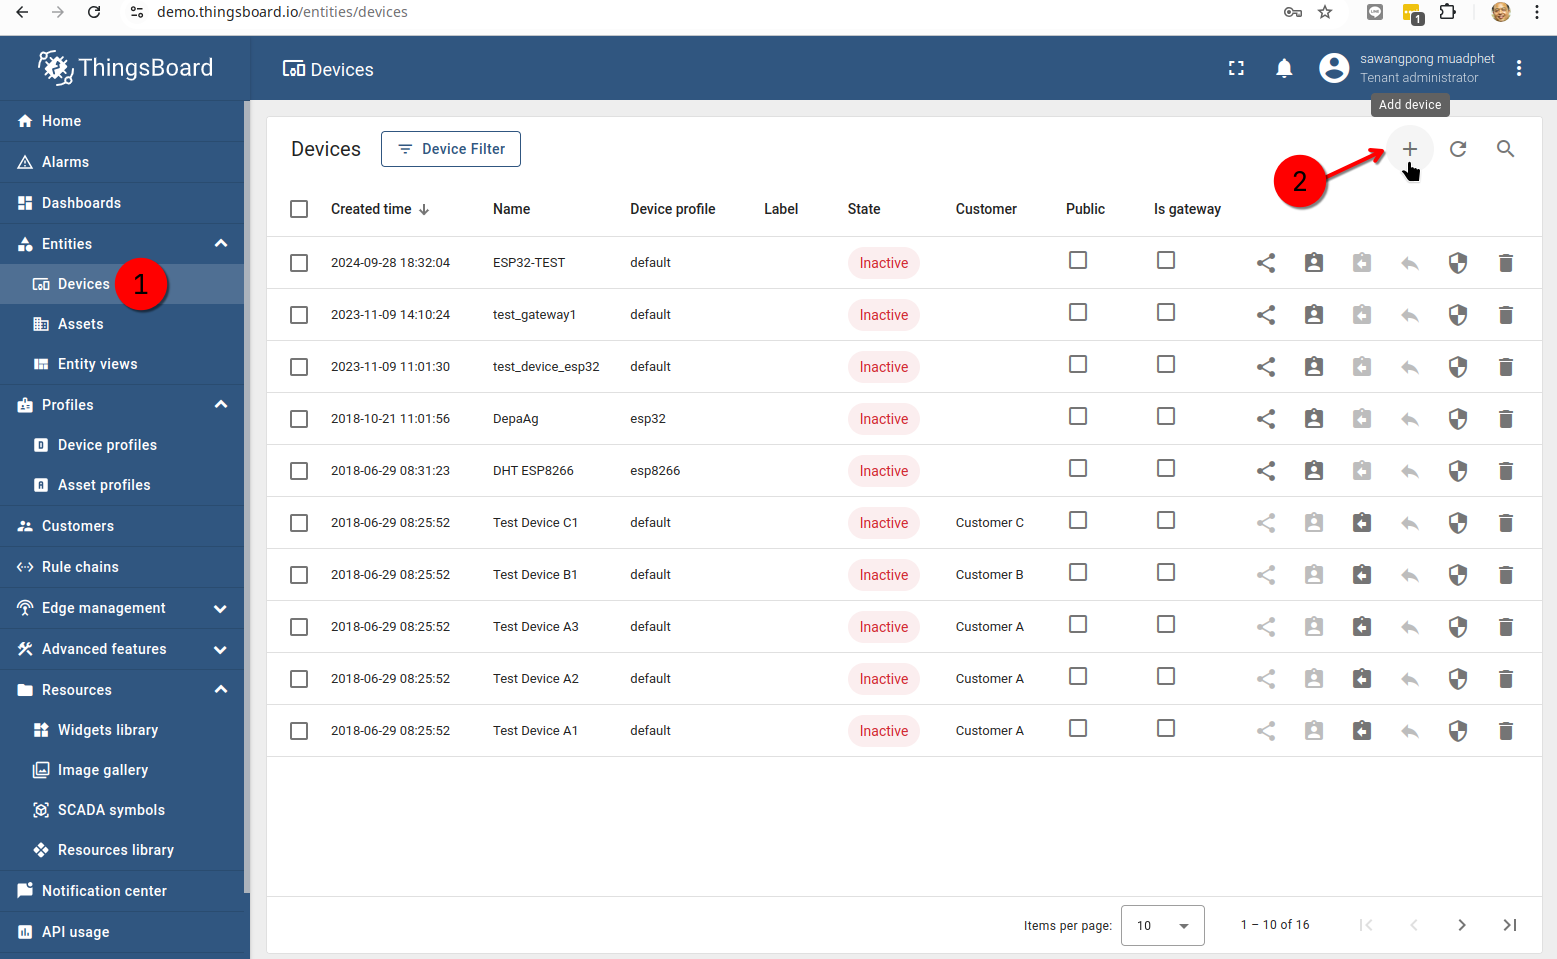 demo.thingsboard.io/entities/devices
1
ThingsBoard
Devices
sawangpong muadphet
Tenant administrator
Add device
Home
Alarms
Dashboards
Entities
Devices
1
Assets
Entity views
Profiles
Device profiles
Asset profiles
Customers
Rule chains
Edge management
Advanced features
Resources
Widgets library
Image gallery
SCADA symbols
Resources library
Notification center
API usage
Devices Device Filter
2
Created time Name Device profile Label State Customer Public Is gateway
2024-09-28 18:32:04 ESP32-TEST default Inactive
2023-11-09 14:10:24 test_gateway1 default Inactive
2023-11-09 11:01:30 test_device_esp32 default Inactive
2018-10-21 11:01:56 DepaAg esp32 Inactive
2018-06-29 08:31:23 DHT ESP8266 esp8266 Inactive
2018-06-29 08:25:52 Test Device C1 default Inactive Customer C
2018-06-29 08:25:52 Test Device B1 default Inactive Customer B
2018-06-29 08:25:52 Test Device A3 default Inactive Customer A
2018-06-29 08:25:52 Test Device A2 default Inactive Customer A
2018-06-29 08:25:52 Test Device A1 default Inactive Customer A
Items per page: 10 1 – 10 of 16